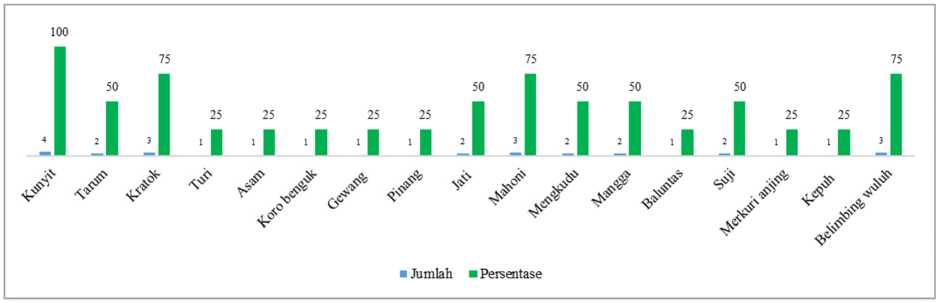 100
75
75
75
50
50
50
50
50
25
25
25
25
25
25
25
25
4
2
3
1
1
1
1
1
2
3
2
2
1
2
1
1
3
Kunyit
Tarum
Kratok
Turi
Asam
Koro benguk
Gewang
Pinang
Jati
Mahoni
Mengkudu
Mangga
Baluntas
Suji
Merkuri anjing
Kepuh
Belimbing wuluh
Jumlah Persentase